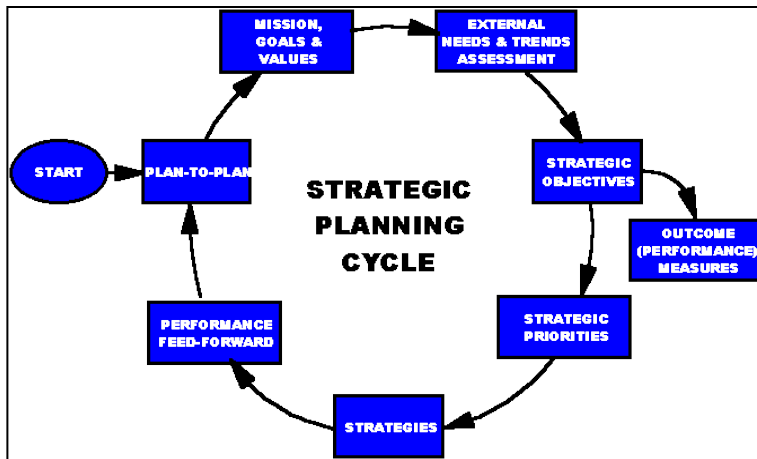 MISSION,
GOALS &
VALUES
EXTERNAL
NEEDS & TRENDS
ASSESSMENT
START
PLAN-TO-PLAN
STRATEGIC
OBJECTIVES
STRATEGIC
PLANNING
CYCLE
OUTCOME
(PERFORMANCE)
MEASURES
PERFORMANCE
FEED-FORWARD
STRATEGIC
PRIORITIES
STRATEGIES